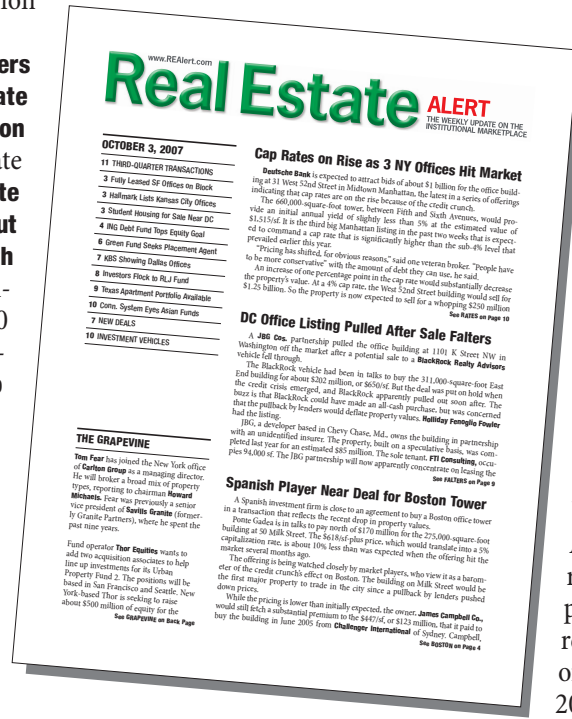 tion
ers
ate
on
te
te
ut
h
n-
0
-
o
www.REAlert.com
Real Estate ALERT
THE WEEKLY UPDATE ON THE
INSTITUTIONAL MARKETPLACE
OCTOBER 3, 2007
11 THIRD-QUARTER TRANSACTIONS
3 Fully Leased SF Offices on Block
3 Hallmark Lists Kansas City Offices
3 Student Housing for Sale Near DC
4 ING Debt Fund Tops Equity Goal
6 Green Fund Seeks Placement Agent
7 KBS Showing Dallas Offices
8 Investors Flock to RLJ Fund
9 Texas Apartment Portfolio Available
10 Conn. System Eyes Asian Funds
7 NEW DEALS
10 INVESTMENT VEHICLES
THE GRAPEVINE
Tom Fear has joined the New York office
of Carlton Group as a managing director.
He will broker a broad mix of property
types, reporting to chairman Howard
Michaels. Fear was previously a senior
vice president of Savills Granite (former-
ly Granite Partners), where he spent the
past nine years.
Fund operator Thor Equities wants to
add two acquisition associates to help
line up investments for its Urban
Property Fund 2. The positions will be
based in San Francisco and Seattle. New
York-based Thor is seeking to raise
about $500 million of equity for the
See GRAPEVINE on Back Page
Cap Rates on Rise as 3 NY Offices Hit Market
Deutsche Bank is expected to attract bids of about $1 billion for the office build-
ing at 31 West 52nd Street in Midtown Manhattan, the latest in a series of offerings
indicating that cap rates are on the rise because of the credit crunch.
The 660,000-square-foot tower, between Fifth and Sixth Avenues, would pro-
vide an initial annual yield of slightly less than 5% at the estimated value of
$1,515/sf. It is the third big Manhattan listing in the past two weeks that is expect-
ed to command a cap rate that is significantly higher than the sub-4% level that
prevailed earlier this year.
"Pricing has shifted, for obvious reasons," said one veteran broker. "People have
to be more conservative" with the amount of debt they can use, he said.
An increase of one percentage point in the cap rate would substantially decrease
the property's value. At a 4% cap rate, the West 52nd Street building would sell for
$1.25 billion. So the property is now expected to sell for a whopping $250 million
See RATES on Page 10
DC Office Listing Pulled After Sale Falters
A JBG Cos. partnership pulled the office building at 1101 K Street NW in
Washington off the market after a potential sale to a BlackRock Realty Advisors
vehicle fell through.
The BlackRock vehicle had been in talks to buy the 311,000-square-foot East
End building for about $202 million, or $650/sf. But the deal was put on hold when
the credit crisis emerged, and BlackRock apparently pulled out soon after. The
buzz is that BlackRock could have made an all-cash purchase, but was concerned
that the pullback by lenders would deflate property values. Holliday Fenoglio Fowler
had the listing.
JBG, a developer based in Chevy Chase, Md., owns the building in partnership
with an unidentified insurer. The property, built on a speculative basis, was com-
pleted last year for an estimated $85 million. The sole tenant, FTI Consulting, occu-
pies 94,000 sf. The JBG partnership will now apparently concentrate on leasing the
See FALTERS on Page 9
Spanish Player Near Deal for Boston Tower
A Spanish investment firm is close to an agreement to buy a Boston office tower
in a transaction that reflects the recent drop in property values.
Ponte Gadea is in talks to pay north of $170 million for the 275,000-square-foot
building at 50 Milk Street. The $618/sf-plus price, which would translate into a 5%
capitalization rate, is about 10% less than was expected when the offering hit the
market several months ago.
The offering is being watched closely by market players, who view it as a barom-
eter of the credit crunch's effect on Boston. The building on Milk Street would be
the first major property to trade in the city since a pullback by lenders pushed
down prices.
While the pricing is lower than initially expected, the owner, James Campbell Co.,
would still fetch a substantial premium to the $447/sf, or $123 million, that it paid to
buy the building in June 2005 from Challenger International of Sydney. Campbell,
See BOSTON on Page 4
20